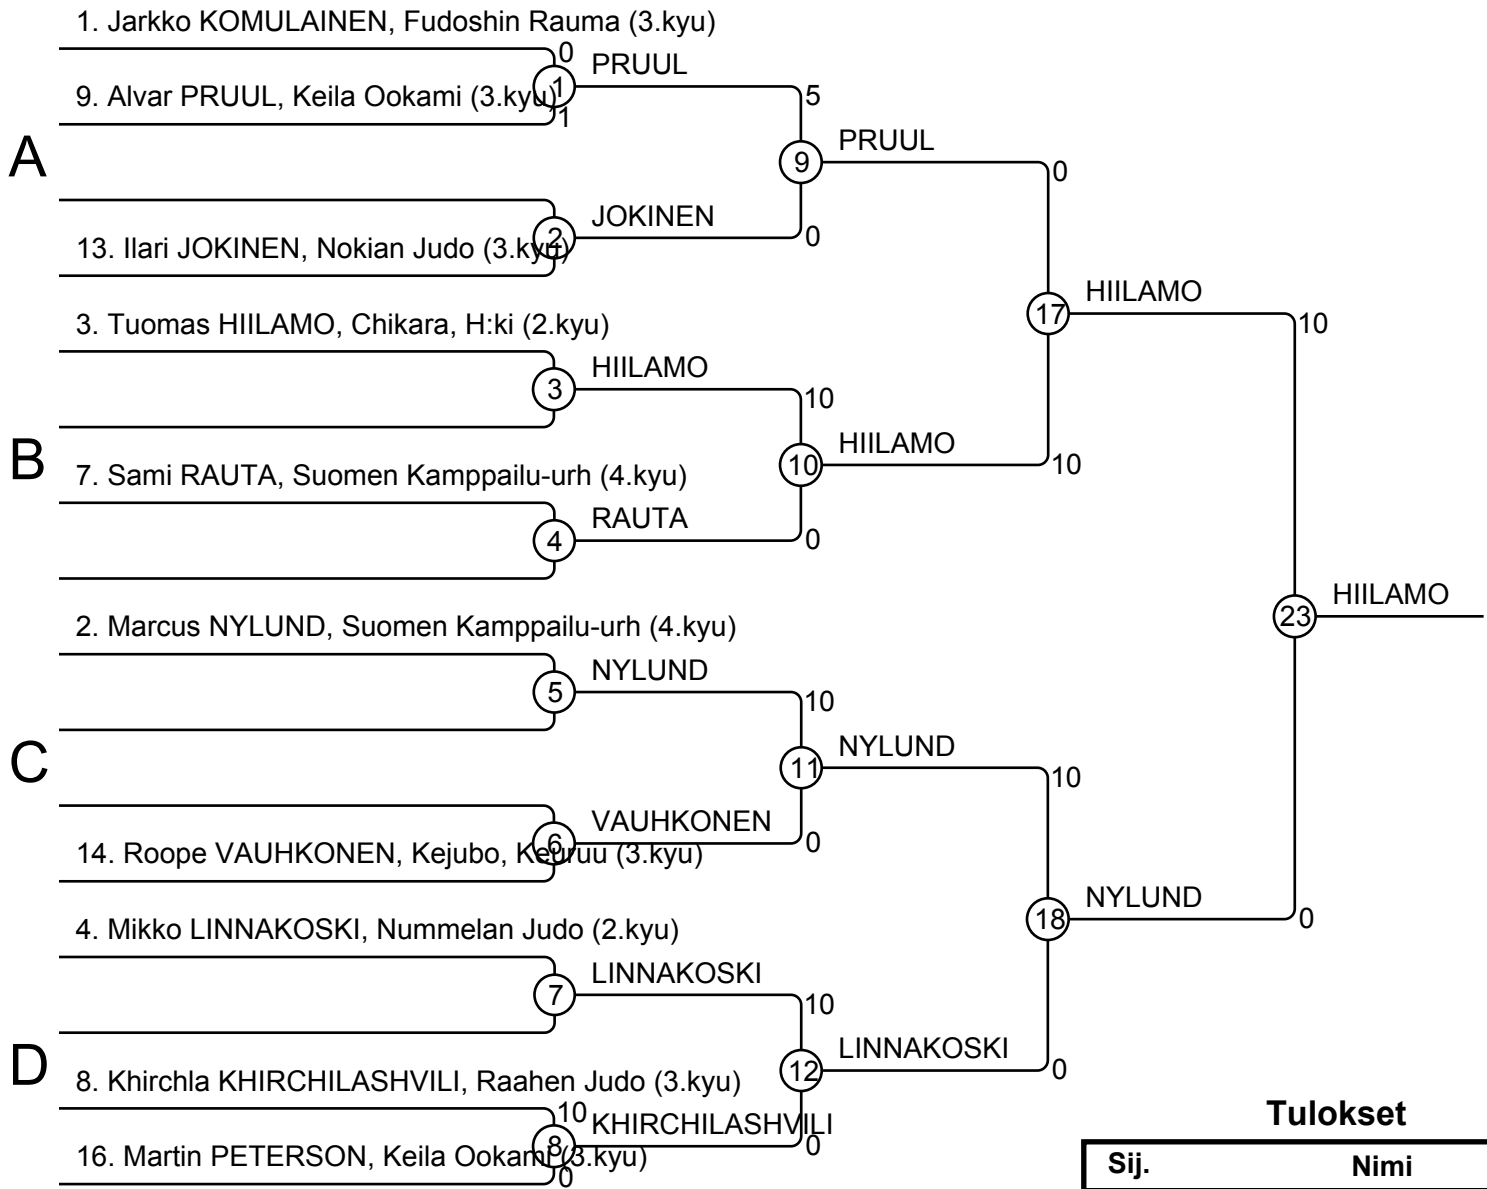 1. Jarkko KOMULAINEN, Fudoshin Rauma (3.kyu)
0
PRUUL
9. Alvar PRUUL, Keila Ookami (3.kyu)
1
1
5
A
PRUUL
9
0
JOKINEN
2
0
13. Ilari JOKINEN, Nokian Judo (3.kyu)
HIILAMO
17
10
3. Tuomas HIILAMO, Chikara, H:ki (2.kyu)
HIILAMO
3
10
B
HIILAMO
10
10
7. Sami RAUTA, Suomen Kamppailu-urh (4.kyu)
RAUTA
4
0
HIILAMO
23
2. Marcus NYLUND, Suomen Kamppailu-urh (4.kyu)
NYLUND
5
10
C
NYLUND
11
10
VAUHKONEN
6
0
14. Roope VAUHKONEN, Kejubo, Keuruu (3.kyu)
NYLUND
18
0
4. Mikko LINNAKOSKI, Nummelan Judo (2.kyu)
LINNAKOSKI
7
10
D
LINNAKOSKI
12
0
8. Khirchla KHIRCHILASHVILI, Raahen Judo (3.kyu)
10
KHIRCHILASHVILI
8
0
16. Martin PETERSON, Keila Ookami (3.kyu)
0
Tulokset
Sij. Nimi